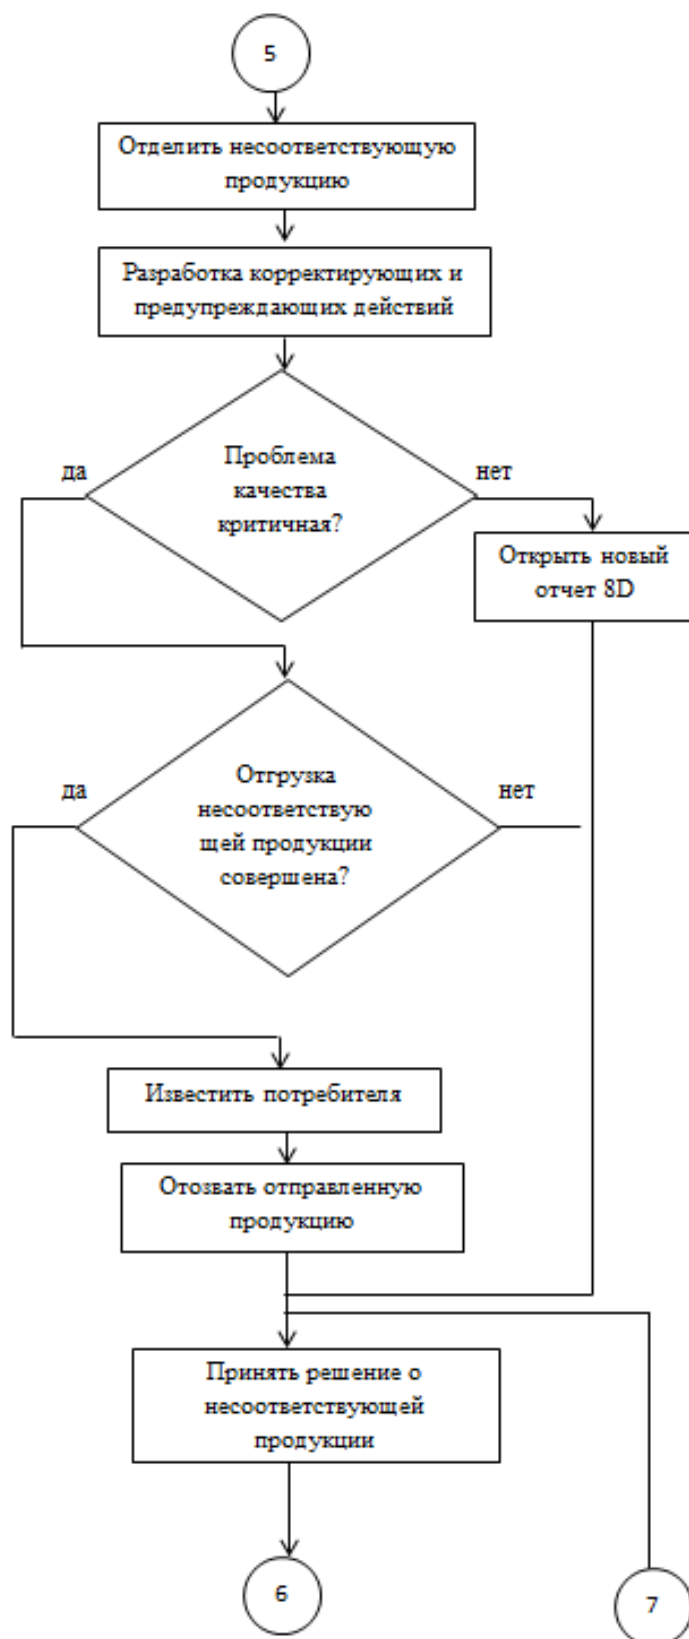 5
Отделить несоответствующую
продукцию
Разработка корректирующих и
предупреждающих действий
Проблема
качества
критичная?
да
нет
Открыть новый
отчет 8D
Отгрузка
несоответствую
щей продукции
совершена?
да
нет
Известить потребителя
Отозвать отправленную
продукцию
Принять решение о
несоответствующей
продукции
6
7